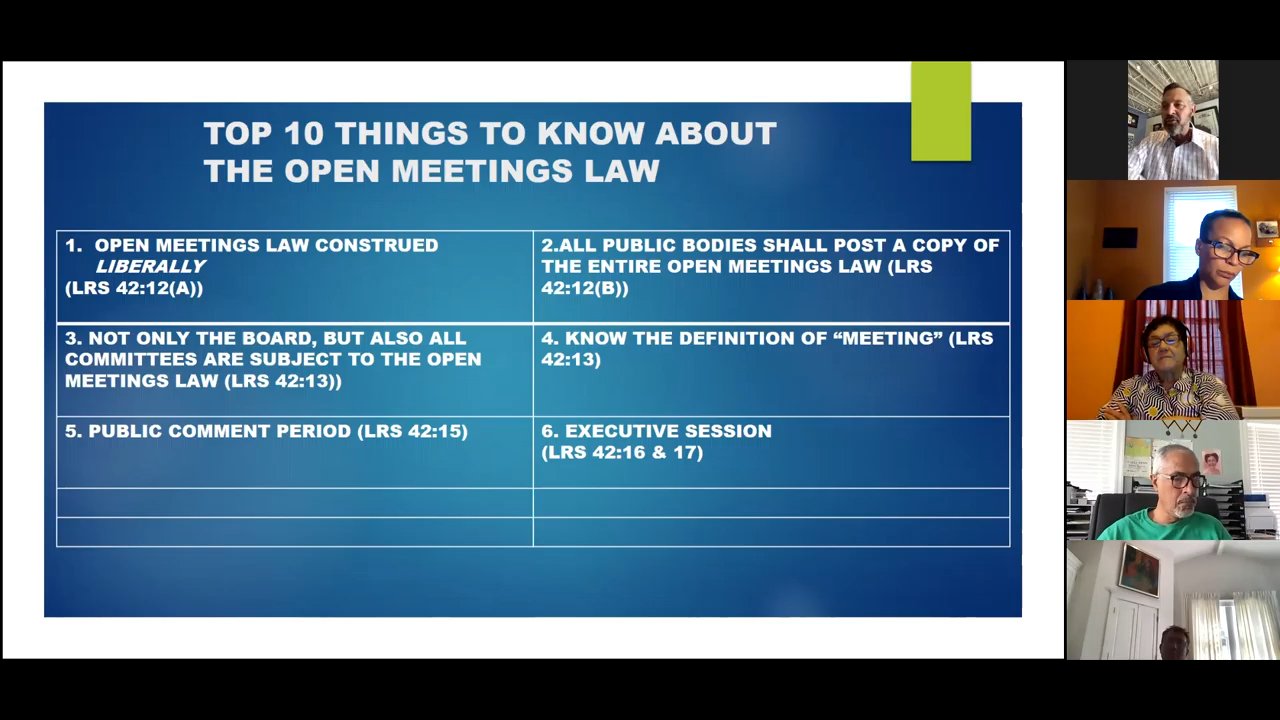 TOP 10 THINGS TO KNOW ABOUT
THE OPEN MEETINGS LAW
1. OPEN MEETINGS LAW CONSTRUED
LIBERALLY
(LRS 42:12(A))
2.ALL PUBLIC BODIES SHALL POST A COPY OF
THE ENTIRE OPEN MEETINGS LAW (LRS
42:12(B))
3. NOT ONLY THE BOARD, BUT ALSO ALL
COMMITTEES ARE SUBJECT TO THE OPEN
MEETINGS LAW (LRS 42:13))
4. KNOW THE DEFINITION OF “MEETING” (LRS
42:13)
5. PUBLIC COMMENT PERIOD (LRS 42:15)
6. EXECUTIVE SESSION
(LRS 42:16 & 17)